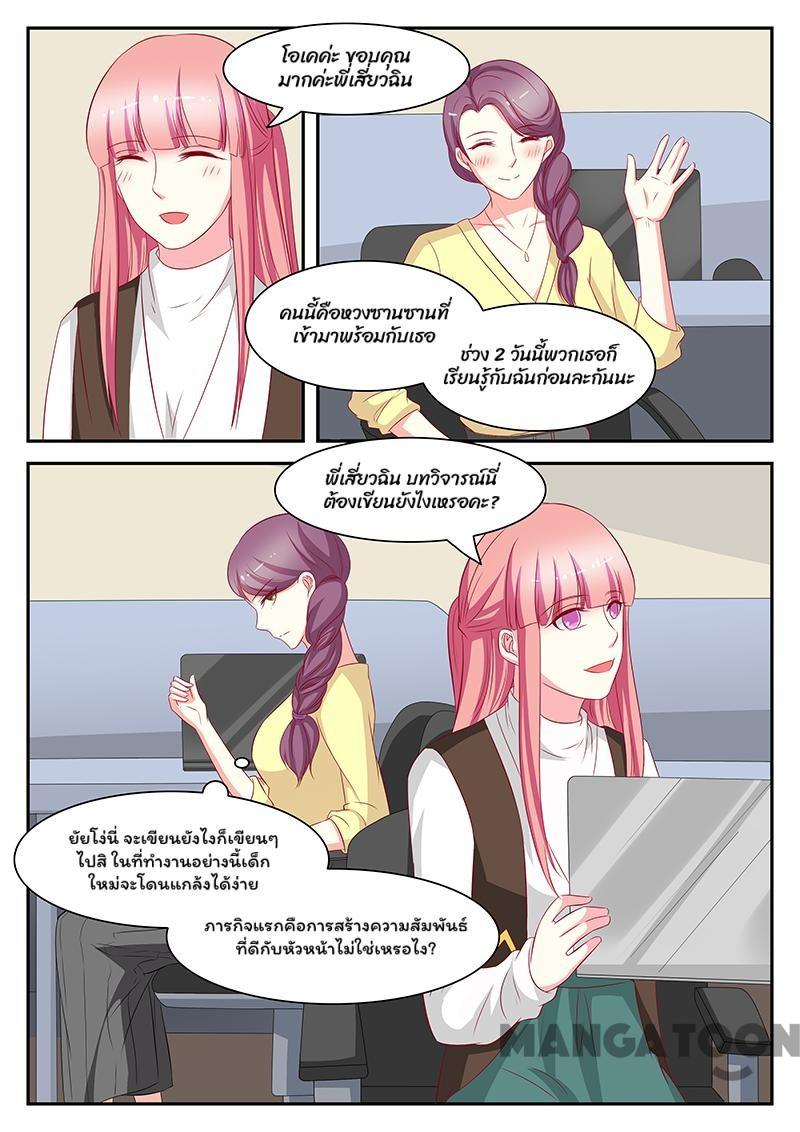 โอเคค่ะ ขอบคุณ
มากค่ะพี่เสี่ยวฉิน
คนนี้คือหวงซานซานที่
เข้ามาพร้อมกับเธอ
ช่วง 2 วันนี้พวกเธอก็
เรียนรู้กับฉันก่อนละกันนะ
พี่เสี่ยวฉิน บทวิจารณ์นี่
ต้องเขียนยังไงเหรอคะ?
ยัยโง่นี่ จะเขียนยังไงก็เขียนๆ
ไปสิ ในที่ทำงานอย่างนี้เด็ก
ใหม่จะโดนแกล้งได้ง่าย
ภารกิจแรกคือการสร้างความสัมพันธ์
ที่ดีกับหัวหน้าไม่ใช่เหรอไง?
MANGATOON